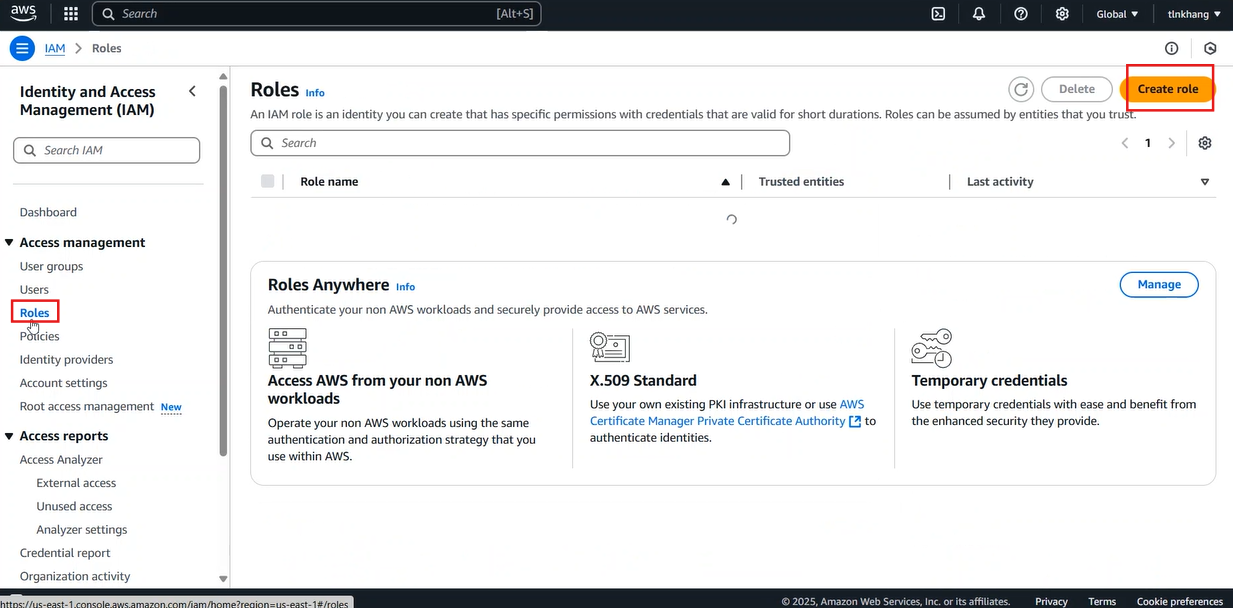 aws
Search [Alt+S] Global ▼ tlnkhang ▼
IAM > Roles
Identity and Access
Management (IAM)
Search IAM
Dashboard
Access management
User groups
Users
Roles
Policies
Identity providers
Account settings
Root access management New
Access reports
Access Analyzer
External access
Unused access
Analyzer settings
Credential report
Organization activity
Roles Info
Delete
Create role
An IAM role is an identity you can create that has specific permissions with credentials that are valid for short durations. Roles can be assumed by entities that you trust.
Search
1
Role name Trusted entities Last activity
Roles Anywhere Info
Manage
Authenticate your non AWS workloads and securely provide access to AWS services.
Access AWS from your non AWS
workloads
Operate your non AWS workloads using the same
authentication and authorization strategy that you
use within AWS.
X.509 Standard
Use your own existing PKI infrastructure or use AWS
Certificate Manager Private Certificate Authority to
authenticate identities.
Temporary credentials
Use temporary credentials with ease and benefit from
the enhanced security they provide.
https://us-east-1.console.aws.amazon.com/iam/home?region=us-east-1#/roles
© 2025, Amazon Web Services, Inc. or its affiliates. Privacy Terms Cookie preferences